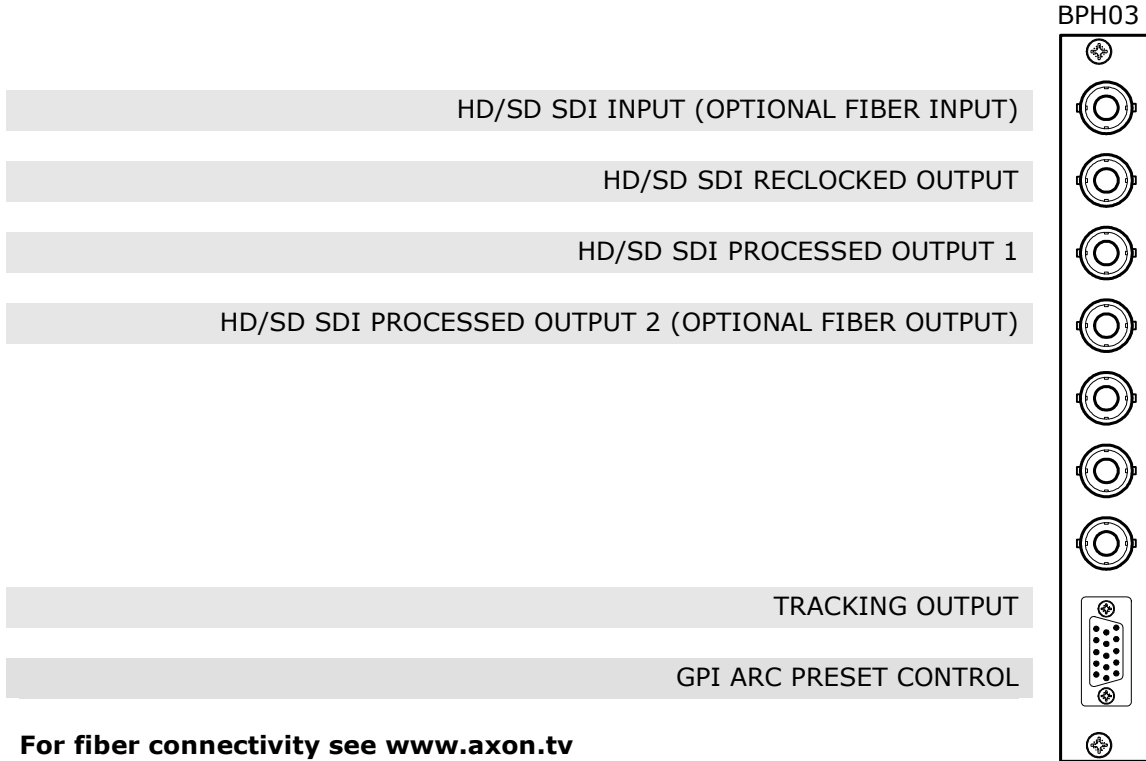 BPH03
HD/SD SDI INPUT (OPTIONAL FIBER INPUT)
HD/SD SDI RECLOCKED OUTPUT
HD/SD SDI PROCESSED OUTPUT 1
HD/SD SDI PROCESSED OUTPUT 2 (OPTIONAL FIBER OUTPUT)
TRACKING OUTPUT
GPI ARC PRESET CONTROL
For fiber connectivity see www.axon.tv